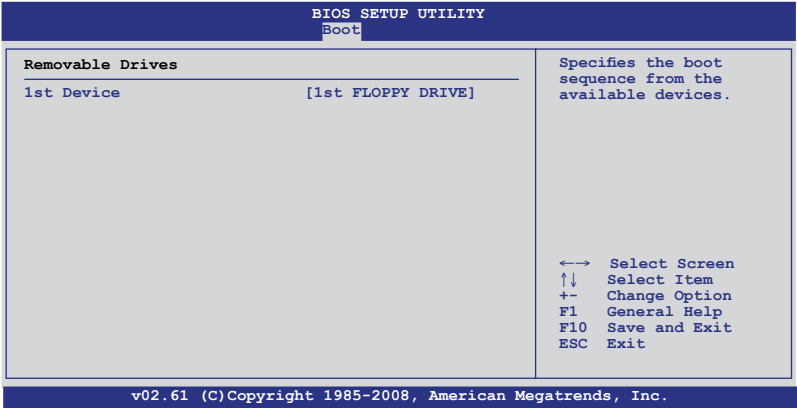 BIOS SETUP UTILITY
Boot
Removable Drives
1st Device [1st FLOPPY DRIVE]
Specifies the boot
sequence from the
available devices.
←→ Select Screen
↑↓ Select Item
+- Change Option
F1 General Help
F10 Save and Exit
ESC Exit
v02.61 (C)Copyright 1985-2008, American Megatrends, Inc.